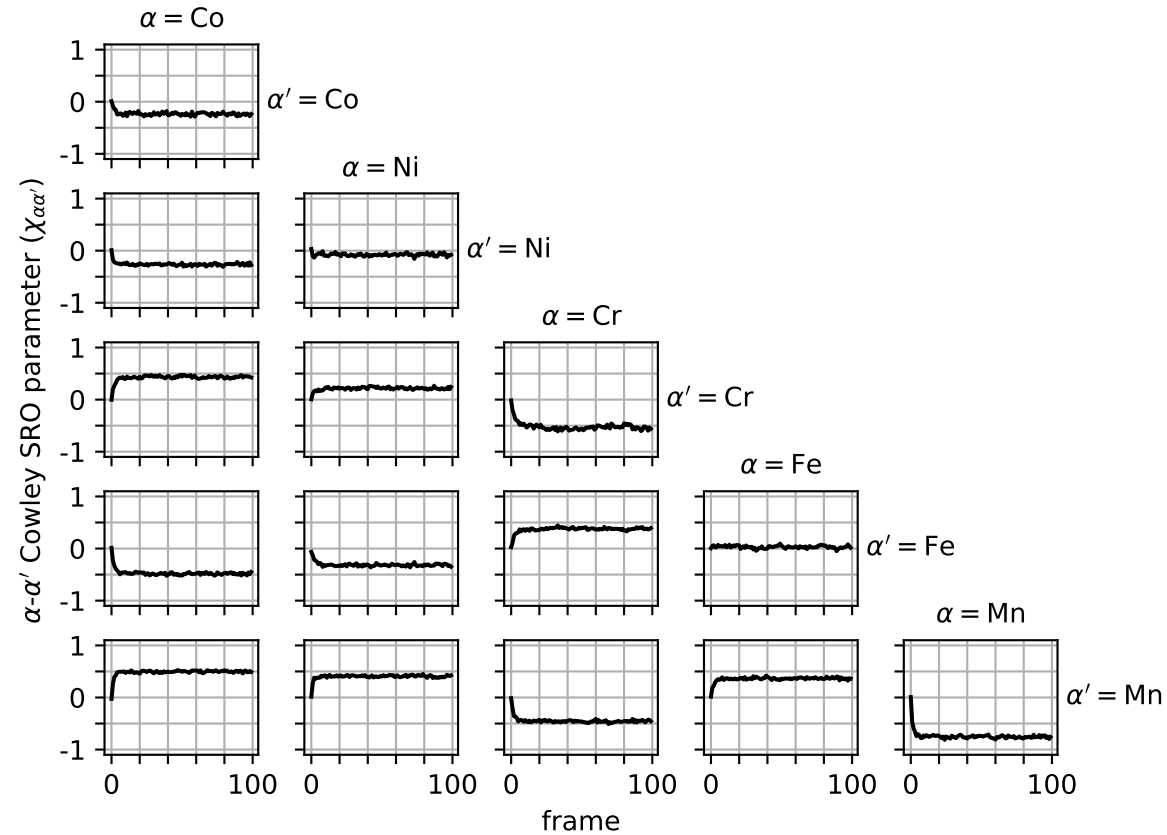 α = Co
1
0
-1
α′ = Co
α = Ni
1
0
-1
α′ = Ni
α = Cr
1
0
-1
α′ = Cr
α = Fe
1
0
-1
α′ = Fe
α = Mn
1
0
-1
α′ = Mn
0 100 0 100 0 100 0 100 0 100
frame
α-α′ Cowley SRO parameter (χαα′)